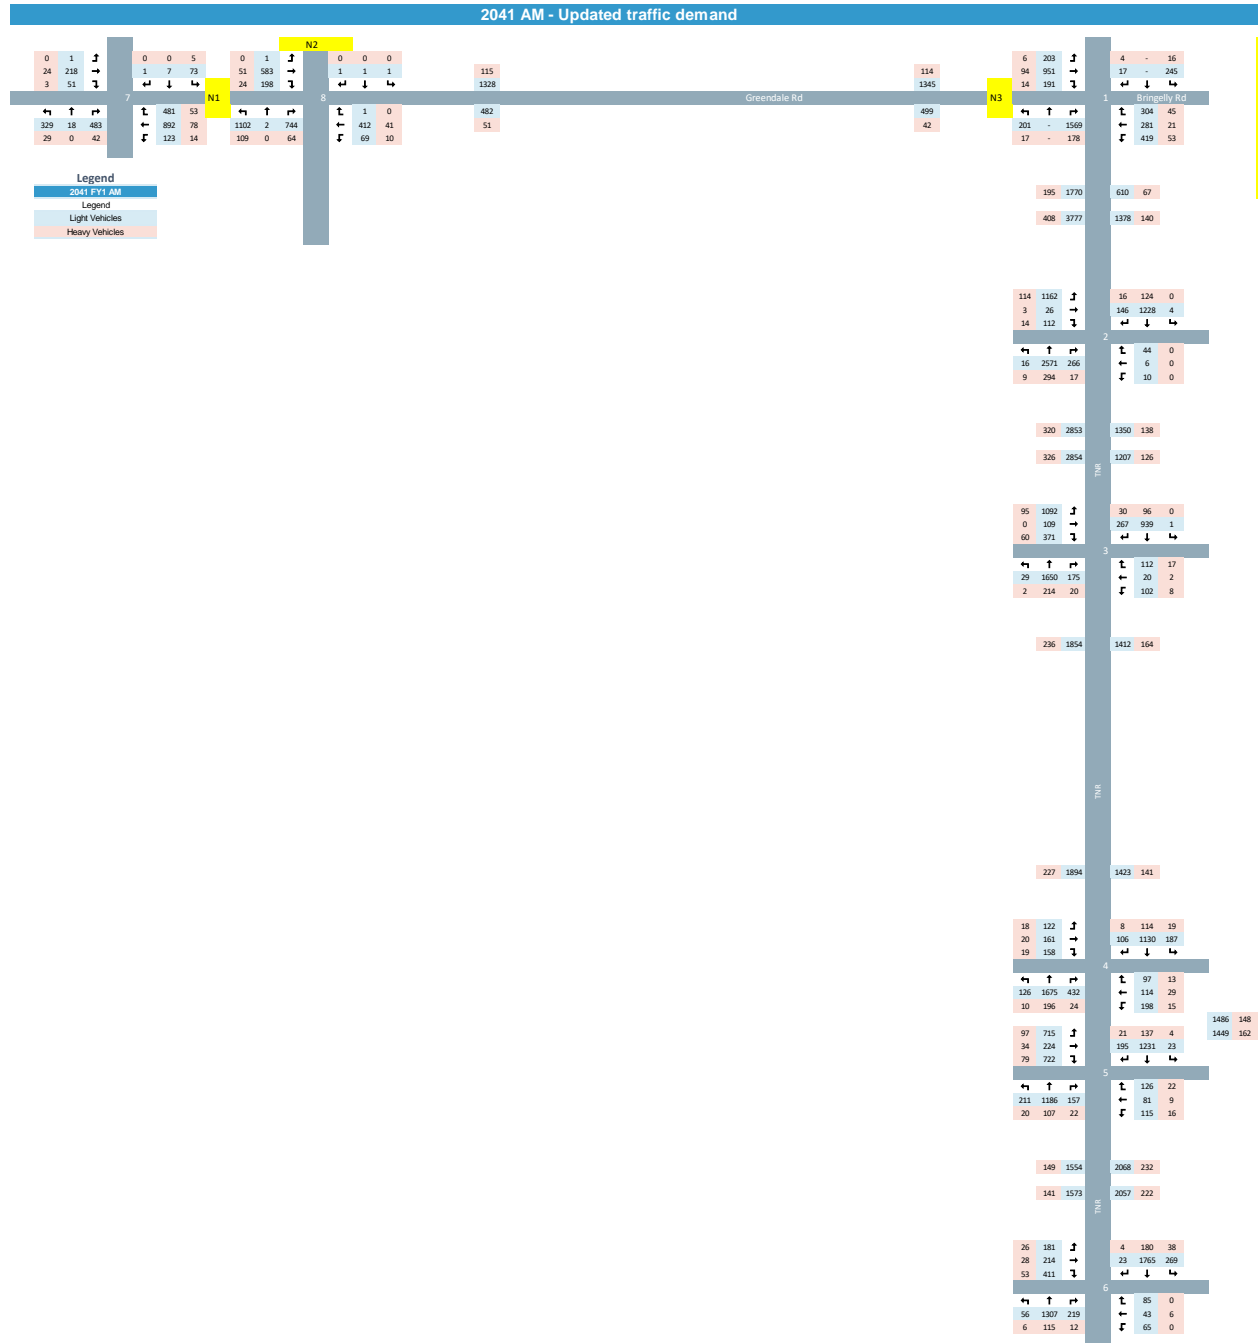 2041 AM - Updated traffic demand
N2
0 1 ↰ 0 0 5 0 1 ↰ 0 0 0 6 203 ↰ 4 - 16
24 218 → 1 7 73 51 583 → 1 1 1 115 114 94 951 → 17 - 245
3 51 ↴ ↵ ↓ ↳ 24 198 ↴ ↵ ↓ ↳ 1328 1345 14 191 ↴ ↵ ↓ ↳
7 N1 8 Greendale Rd N3 1 Bringelly Rd
↰ ↑ ↱ ↥ 481 53 ↰ ↑ ↱ ↥ 1 0 482 499 ↰ ↑ ↱ ↥ 304 45
329 18 483 ← 892 78 1102 2 744 ← 412 41 51 42 201 - 1569 ← 281 21
29 0 42 ↧ 123 14 109 0 64 ↧ 69 10 17 - 178 ↧ 419 53
Legend
2041 FY1 AM
Legend
Light Vehicles
Heavy Vehicles
195 1770 610 67
408 3777 1378 140
114 1162 ↰ 16 124 0
3 26 → 146 1228 4
14 112 ↴ ↵ ↓ ↳
2
↰ ↑ ↱ ↥ 44 0
16 2571 266 ← 6 0
9 294 17 ↧ 10 0
320 2853 1350 138
326 2854 1207 126
TNR
95 1092 ↰ 30 96 0
0 109 → 267 939 1
60 371 ↴ ↵ ↓ ↳
3
↰ ↑ ↱ ↥ 112 17
29 1650 175 ← 20 2
2 214 20 ↧ 102 8
236 1854 1412 164
TNR
227 1894 1423 141
18 122 ↰ 8 114 19
20 161 → 106 1130 187
19 158 ↴ ↵ ↓ ↳
4
↰ ↑ ↱ ↥ 97 13
126 1675 432 ← 114 29
10 196 24 ↧ 198 15
1486 148
1449 162
97 715 ↰ 21 137 4
34 224 → 195 1231 23
79 722 ↴ ↵ ↓ ↳
5
↰ ↑ ↱ ↥ 126 22
211 1186 157 ← 81 9
20 107 22 ↧ 115 16
149 1554 2068 232
141 1573 2057 222
TNR
26 181 ↰ 4 180 38
28 214 → 23 1765 269
53 411 ↴ ↵ ↓ ↳
6
↰ ↑ ↱ ↥ 85 0
56 1307 219 ← 43 6
6 115 12 ↧ 65 0